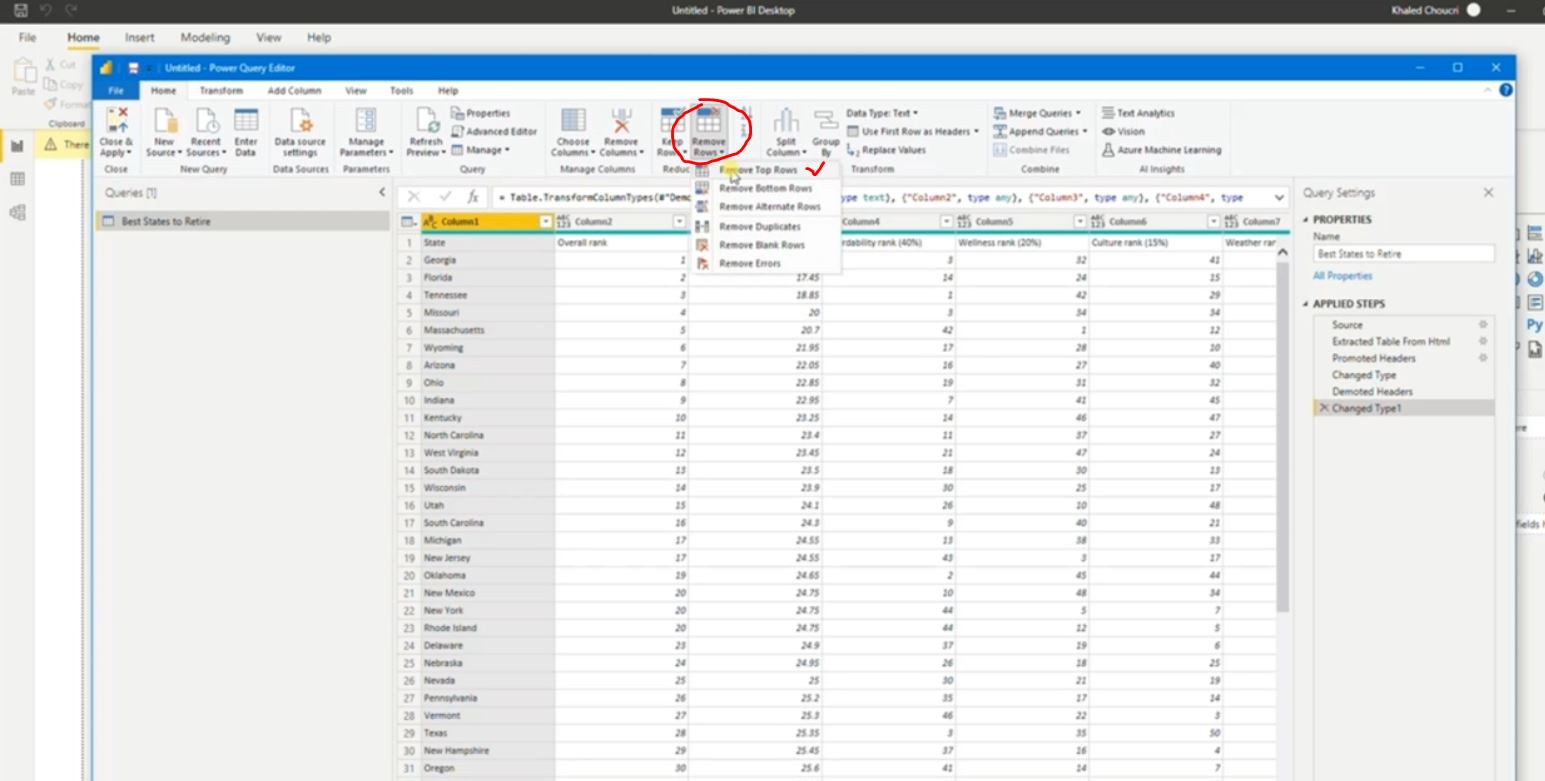 Untitled - Power BI Desktop
Khaled Choucri
File Home Insert Modeling View Help
Paste
Cut
Copy
Format
Clipboard
There
Untitled - Power Query Editor
File Home Transform Add Column View Tools Help
Close & Apply
Close
New Source
Recent Sources
Enter Data
New Query
Data source settings
Data Sources
Manage Parameters
Parameters
Refresh Preview
Properties
Advanced Editor
Manage
Query
Choose Columns
Remove Columns
Manage Columns
Keep Rows
Remove Rows
Reduc
Split Column
Group By
Data Type: Text
Use First Row as Headers
Replace Values
Transform
Merge Queries
Append Queries
Combine Files
Combine
Text Analytics
Vision
Azure Machine Learning
AI Insights
Remove Top Rows
Remove Bottom Rows
Remove Alternate Rows
Remove Duplicates
Remove Blank Rows
Remove Errors
Queries [1]
Best States to Retire
fx = Table.TransformColumnTypes(#"Demo ype text}, {"Column2", type any}, {"Column3", type any}, {"Column4", type
Column1 Column2 Column4 Column5 Column6 Column7
1 State Overall rank rdability rank (40%) Wellness rank (20%) Culture rank (15%) Weather rar
2 Georgia 1 3 32 41
3 Florida 2 17.45 14 24 15
4 Tennessee 3 18.85 1 42 29
5 Missouri 4 20 3 34 34
6 Massachusetts 5 20.7 42 1 12
7 Wyoming 6 21.95 17 28 10
8 Arizona 7 22.05 16 27 40
9 Ohio 8 22.85 19 31 32
10 Indiana 9 22.95 7 41 45
11 Kentucky 10 23.25 14 46 47
12 North Carolina 11 23.4 11 37 27
13 West Virginia 12 23.45 21 47 24
14 South Dakota 13 23.5 18 30 13
15 Wisconsin 14 23.9 30 25 17
16 Utah 15 24.1 26 10 48
17 South Carolina 16 24.3 9 40 21
18 Michigan 17 24.55 13 38 33
19 New Jersey 17 24.55 43 3 17
20 Oklahoma 19 24.65 2 45 44
21 New Mexico 20 24.75 10 48 34
22 New York 20 24.75 44 5 7
23 Rhode Island 20 24.75 44 12 5
24 Delaware 23 24.9 37 19 6
25 Nebraska 24 24.95 26 18 25
26 Nevada 25 25 30 21 19
27 Pennsylvania 26 25.2 35 17 14
28 Vermont 27 25.3 46 22 3
29 Texas 28 25.35 3 35 50
30 New Hampshire 29 25.45 37 16 4
31 Oregon 30 25.6 41 14 7
Query Settings
PROPERTIES
Name
Best States to Retire
All Properties
APPLIED STEPS
Source
Extracted Table From Html
Promoted Headers
Changed Type
Demoted Headers
Changed Type1
Py
ere
fields h